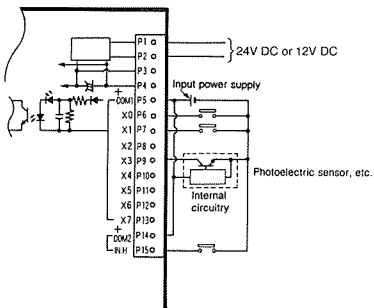 P1
P2
24V DC or 12V DC
P3
P4
Input power supply
+
COM1 P5
X0 P6
X1 P7
X2 P8
X3 P9
X4 P10
Photoelectric sensor, etc.
X5 P11
Internal
circuitry
X6 P12
X7 P13
+
COM2 P14
IN.H P15